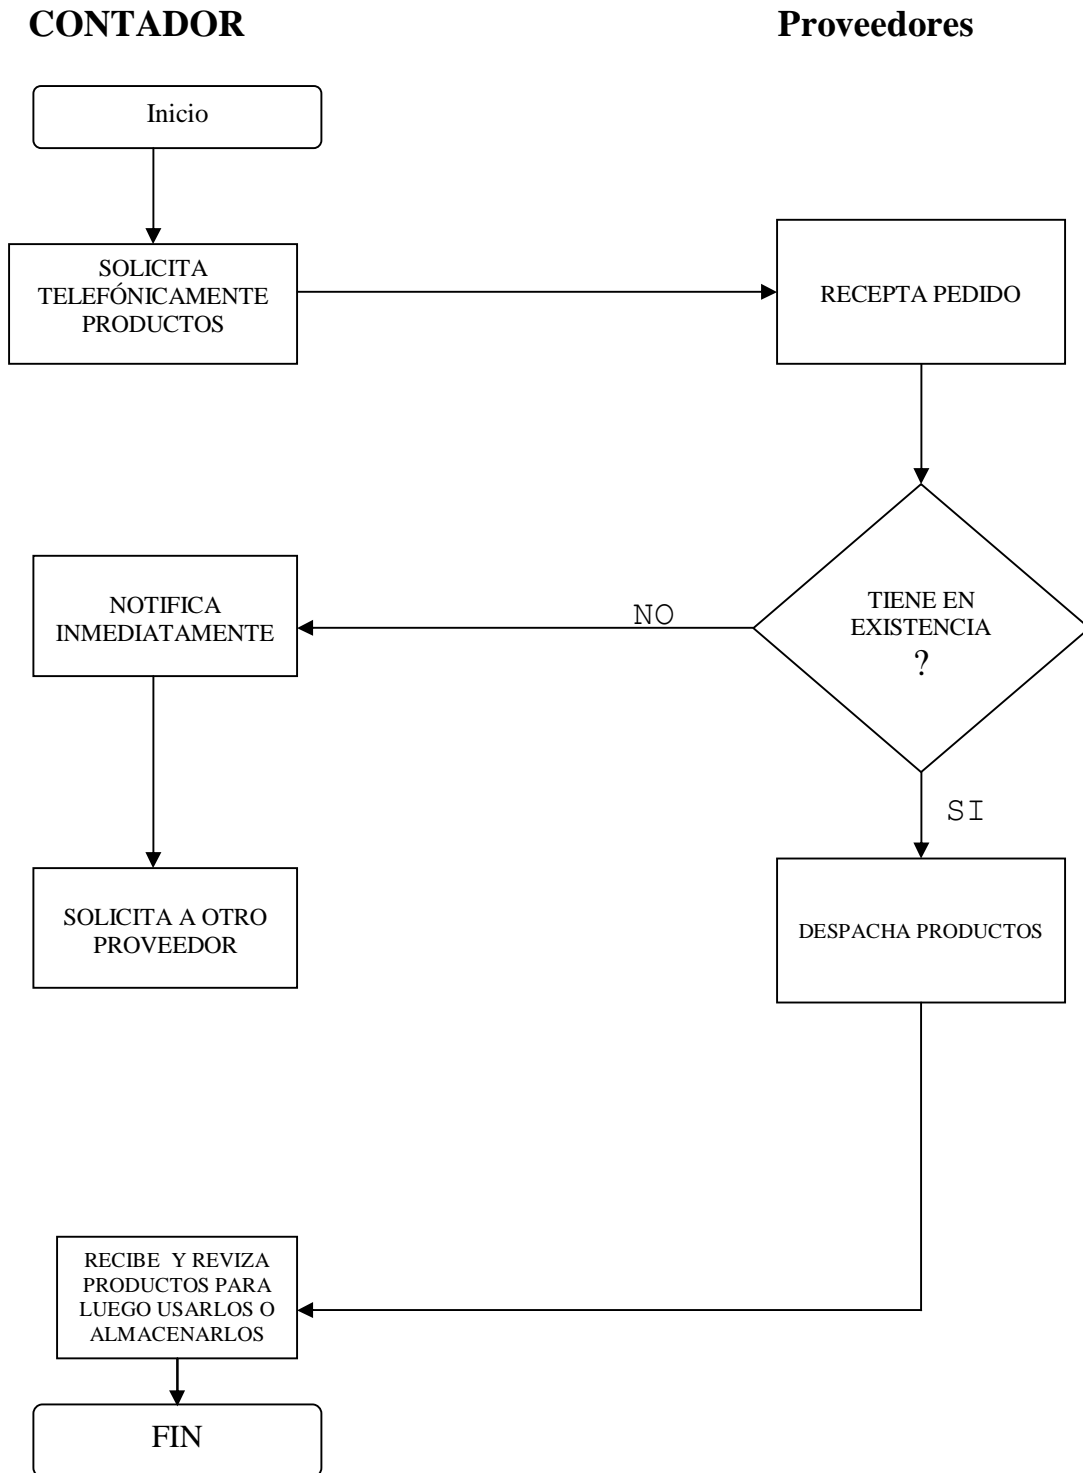 CONTADOR
Proveedores
Inicio
SOLICITA
TELEFÓNICAMENTE
PRODUCTOS
RECEPTA PEDIDO
NOTIFICA
INMEDIATAMENTE
NO
TIENE EN
EXISTENCIA
?
SI
SOLICITA A OTRO
PROVEEDOR
DESPACHA PRODUCTOS
RECIBE Y REVIZA
PRODUCTOS PARA
LUEGO USARLOS O
ALMACENARLOS
FIN